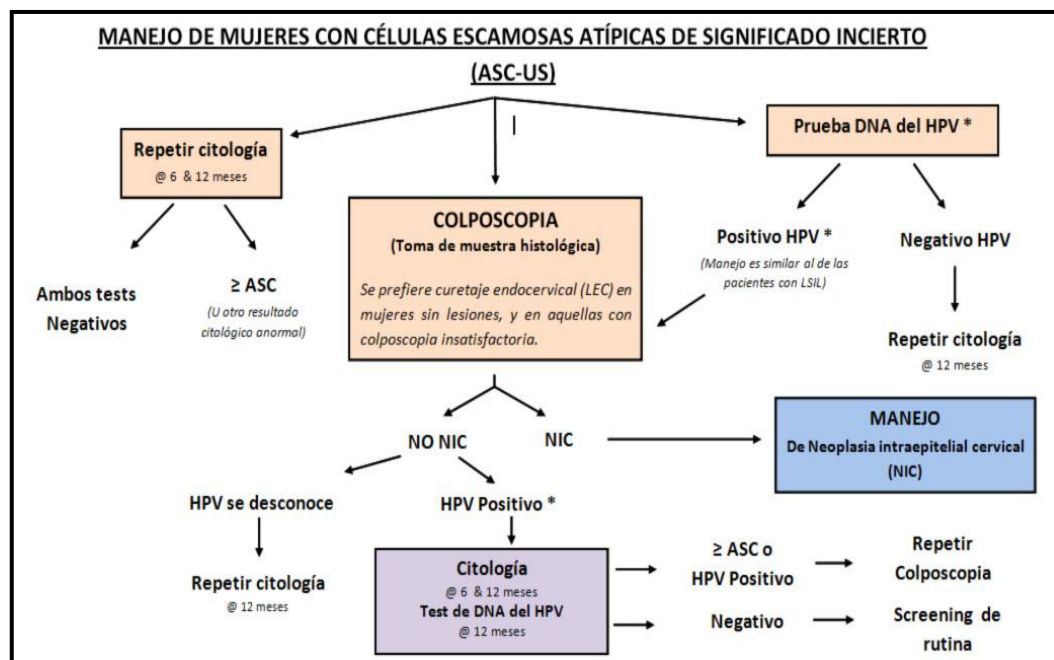 MANEJO DE MUJERES CON CÉLULAS ESCAMOSAS ATÍPICAS DE SIGNIFICADO INCIERTO
(ASC-US)
Repetir citología
@ 6 & 12 meses
Prueba DNA del HPV *
COLPOSCOPIA
(Toma de muestra histológica)
Se prefiere curetaje endocervical (LEC) en
mujeres sin lesiones, y en aquellas con
colposcopia insatisfactoria.
Ambos tests
Negativos
≥ ASC
(U otro resultado
citológico anormal)
Positivo HPV *
(Manejo es similar al de las
pacientes con LSIL)
Negativo HPV
Repetir citología
@ 12 meses
NO NIC
NIC
MANEJO
De Neoplasia intraepitelial cervical
(NIC)
HPV se desconoce
HPV Positivo *
Repetir citología
@ 12 meses
Citología
@ 6 & 12 meses
Test de DNA del HPV
@ 12 meses
≥ ASC o
HPV Positivo
Repetir
Colposcopia
Negativo
Screening de
rutina